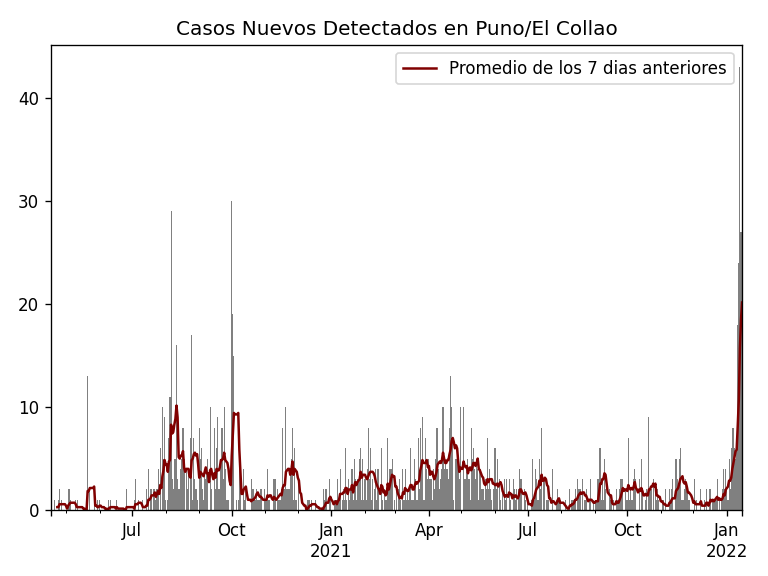 Casos Nuevos Detectados en Puno/El Collao
Promedio de los 7 dias anteriores
40
30
20
10
0
Jul
Oct
Jan
2021
Apr
Jul
Oct
Jan
2022